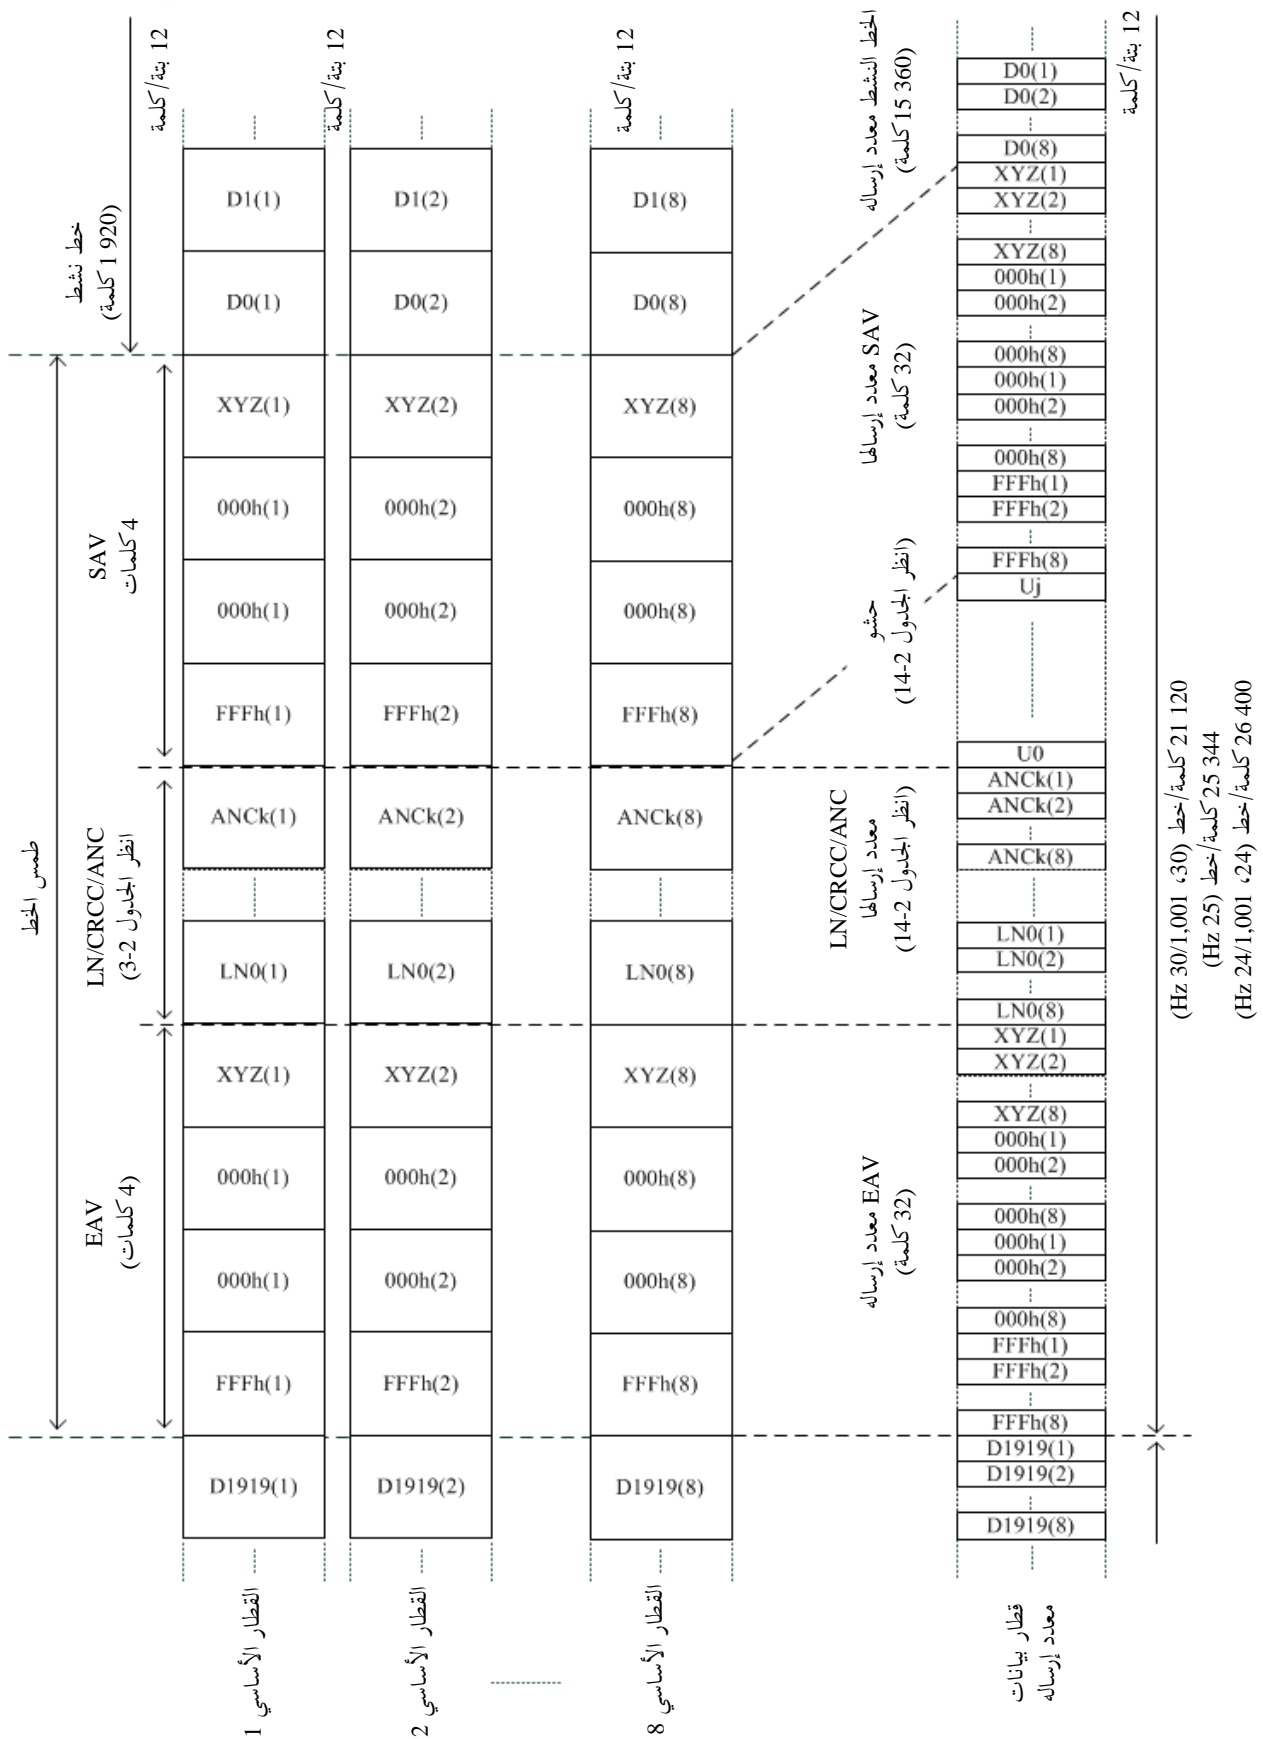 طمس الخط
خط نشط
(1 920 كلمة)
EAV
(4 كلمات)
LN/CRCC/ANC
انظر الجدول 2-3)
SAV
4 كلمات
12 بتة/كلمة
القطار الأساسي 1
D1(1)
D0(1)
XYZ(1)
000h(1)
000h(1)
FFFh(1)
ANCk(1)
LN0(1)
XYZ(1)
000h(1)
000h(1)
FFFh(1)
D1919(1)
12 بتة/كلمة
القطار الأساسي 2
D1(2)
D0(2)
XYZ(2)
000h(2)
000h(2)
FFFh(2)
ANCk(2)
LN0(2)
XYZ(2)
000h(2)
000h(2)
FFFh(2)
D1919(2)
12 بتة/كلمة
القطار الأساسي 8
D1(8)
D0(8)
XYZ(8)
000h(8)
000h(8)
FFFh(8)
ANCk(8)
LN0(8)
XYZ(8)
000h(8)
000h(8)
FFFh(8)
D1919(8)
EAV معدد إرساله
(32 كلمة)
LN/CRCC/ANC
معدد إرسالها
(انظر الجدول 2-14)
حشو
(انظر الجدول 2-14)
SAV معدد إرسالها
(32 كلمة)
الخط النشط معدد إرساله
(15 360 كلمة)
قطار بيانات
معدد إرساله
D0(1)
D0(2)
D0(8)
XYZ(1)
XYZ(2)
XYZ(8)
000h(1)
000h(2)
000h(8)
000h(1)
000h(2)
000h(8)
FFFh(1)
FFFh(2)
FFFh(8)
Uj
U0
ANCk(1)
ANCk(2)
ANCk(8)
LN0(1)
LN0(2)
LN0(8)
XYZ(1)
XYZ(2)
XYZ(8)
000h(1)
000h(2)
000h(8)
000h(1)
000h(2)
000h(8)
FFFh(1)
FFFh(2)
FFFh(8)
D1919(1)
D1919(2)
D1919(8)
12 بتة/كلمة
21 120 كلمة/خط (30، 30/1,001 Hz)
25 344 كلمة/خط (25 Hz)
26 400 كلمة/خط (24، 24/1,001 Hz)